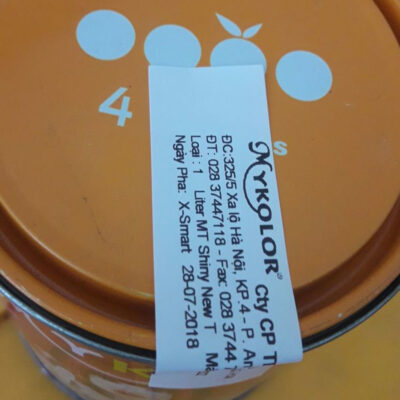 4
S
MYKOLOR® Cty CP
ĐC:325/5 Xa lộ Hà Nội, KP.4 - P.
ĐT: 028 37447118 - Fax: 028 3744
Loại : 1 Liter MT Shiny New T
Ngày Pha: X-Smart 28-07-2018